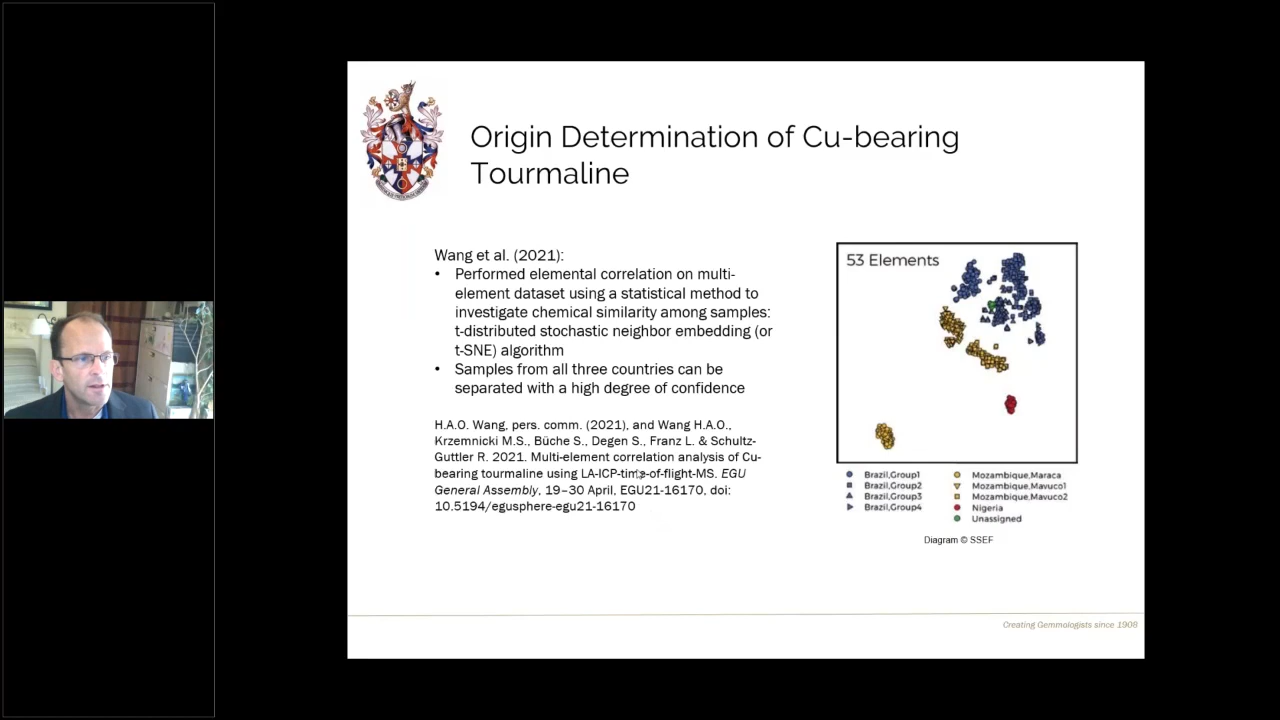 Origin Determination of Cu-bearing
Tourmaline
Wang et al. (2021):
• Performed elemental correlation on multi-
element dataset using a statistical method to
investigate chemical similarity among samples:
t-distributed stochastic neighbor embedding (or
t-SNE) algorithm
• Samples from all three countries can be
separated with a high degree of confidence
H.A.O. Wang, pers. comm. (2021), and Wang H.A.O.,
Krzemnicki M.S., Büche S., Degen S., Franz L. & Schultz-
Guttler R. 2021. Multi-element correlation analysis of Cu-
bearing tourmaline using LA-ICP-time-of-flight-MS. EGU
General Assembly, 19–30 April, EGU21-16170, doi:
10.5194/egusphere-egu21-16170
53 Elements
Brazil,Group1
Brazil,Group2
Brazil,Group3
Brazil,Group4
Mozambique,Maraca
Mozambique,Mavuco1
Mozambique,Mavuco2
Nigeria
Unassigned
Diagram © SSEF
Creating Gemmologists since 1908